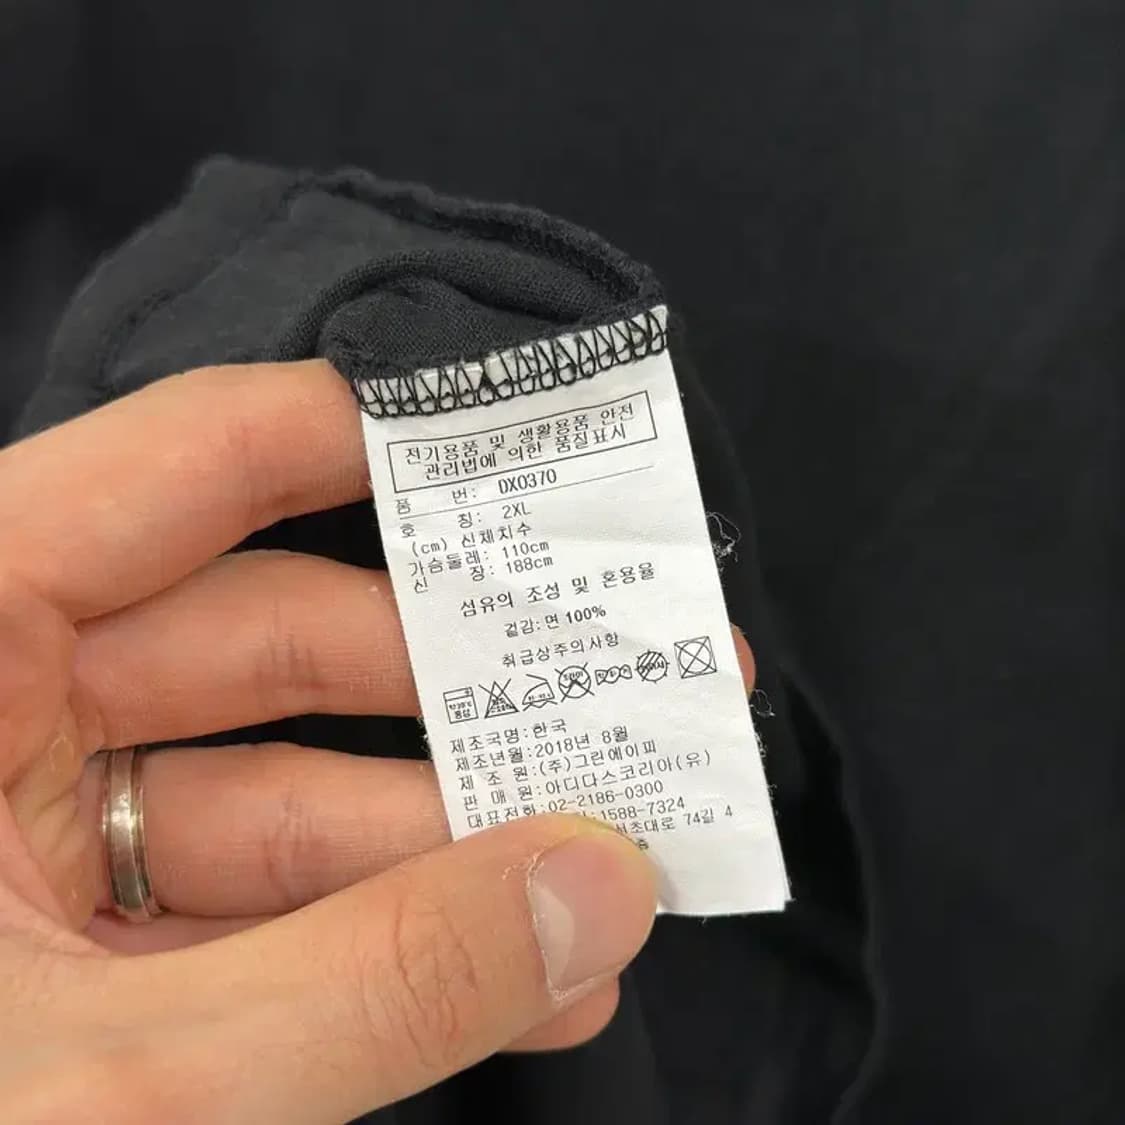 전기용품 및 생활용품 안전
관리법에 의한 품질표시
품 번: DX0370
호 칭: 2XL
(cm) 신체치수
가슴둘레: 110cm
신 장: 188cm
섬유의 조성 및 혼용율
겉감: 면 100%
취급상주의사항
제조국명:한국
제조년월:2018년 8월
제 조 원:(주)그린에이피
판 매 원:아디다스코리아(유)
대표전화:02-2186-0300
:1588-7324
서초대로 74길 4
층